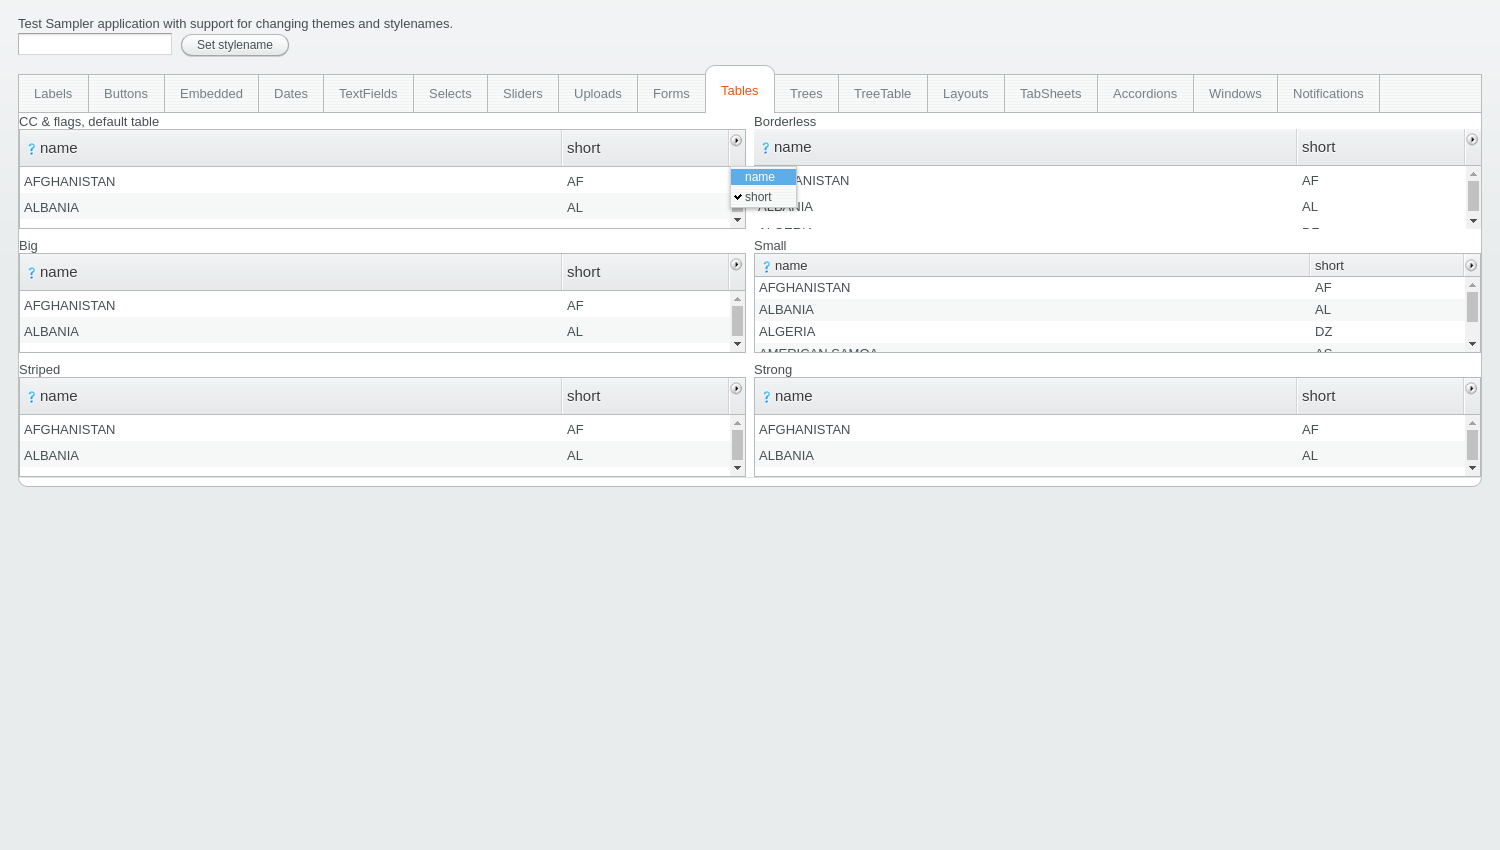 Test Sampler application with support for changing themes and stylenames.
Set stylename
Labels Buttons Embedded Dates TextFields Selects Sliders Uploads Forms Tables Trees TreeTable Layouts TabSheets Accordions Windows Notifications
CC & flags, default table
name short
AFGHANISTAN AF
ALBANIA AL
name
short
Borderless
name short
ANISTAN AF
ALBANIA AL
Big
name short
AFGHANISTAN AF
ALBANIA AL
Small
name short
AFGHANISTAN AF
ALBANIA AL
ALGERIA DZ
AMERICAN SAMOA AS
Striped
name short
AFGHANISTAN AF
ALBANIA AL
Strong
name short
AFGHANISTAN AF
ALBANIA AL